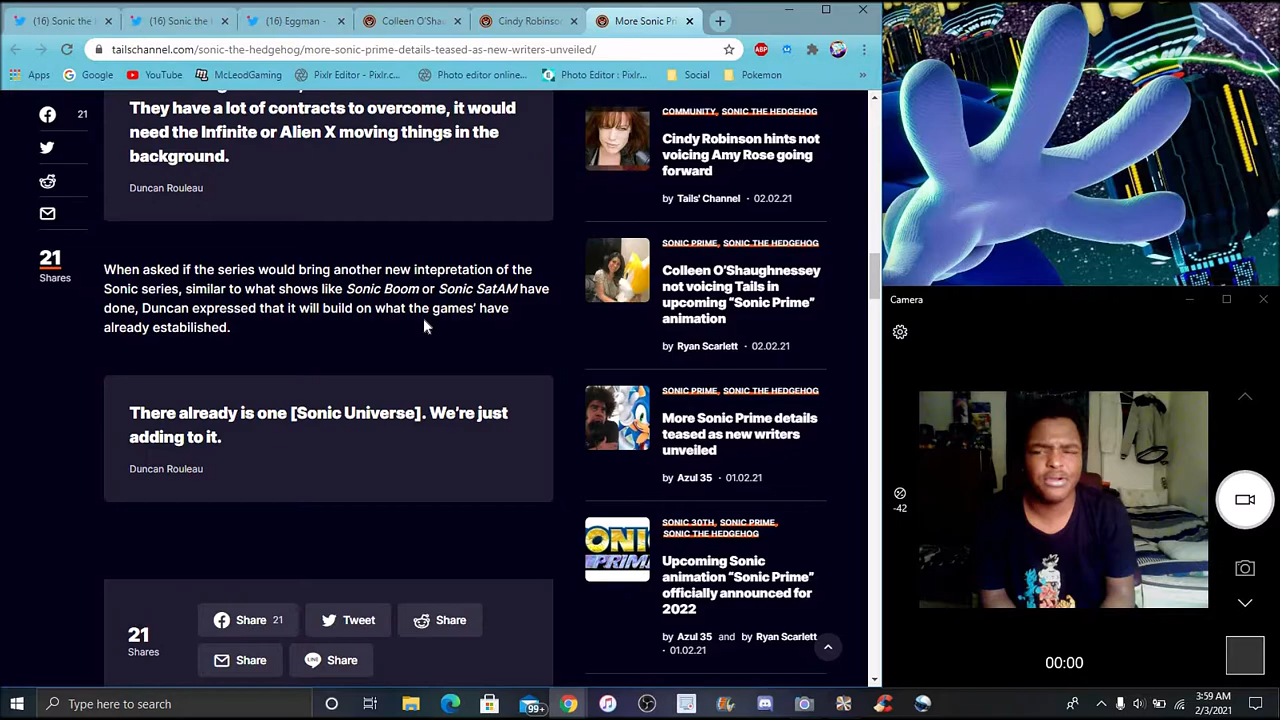 (16) Sonic the
(16) Sonic the
(16) Eggman -
Colleen O'Shau
Cindy Robinson
More Sonic Pri
tailschannel.com/sonic-the-hedgehog/more-sonic-prime-details-teased-as-new-writers-unveiled/
ABP
Apps
Google
YouTube
McLeodGaming
Pixlr Editor - Pixlr.c...
Photo editor online...
Photo Editor : Pixlr...
Social
Pokemon
»
21
21
Shares
They have a lot of contracts to overcome, it would
need the Infinite or Alien X moving things in the
background.
Duncan Rouleau
When asked if the series would bring another new intepretation of the
Sonic series, similar to what shows like Sonic Boom or Sonic SatAM have
done, Duncan expressed that it will build on what the games' have
already estabilished.
There already is one [Sonic Universe]. We're just
adding to it.
Duncan Rouleau
21
Shares
Share 21
Tweet
Share
Share
LINE
Share
COMMUNITY, SONIC THE HEDGEHOG
Cindy Robinson hints not
voicing Amy Rose going
forward
by Tails' Channel · 02.02.21
SONIC PRIME, SONIC THE HEDGEHOG
Colleen O'Shaughnessey
not voicing Tails in
upcoming "Sonic Prime"
animation
by Ryan Scarlett · 02.02.21
SONIC PRIME, SONIC THE HEDGEHOG
More Sonic Prime details
teased as new writers
unveiled
by Azul 35 · 01.02.21
SONIC 30TH, SONIC PRIME,
SONIC THE HEDGEHOG
Upcoming Sonic
animation "Sonic Prime"
officially announced for
2022
by Azul 35 and by Ryan Scarlett
· 01.02.21
Camera
-42
00:00
Type here to search
99+
3:59 AM
2/3/2021